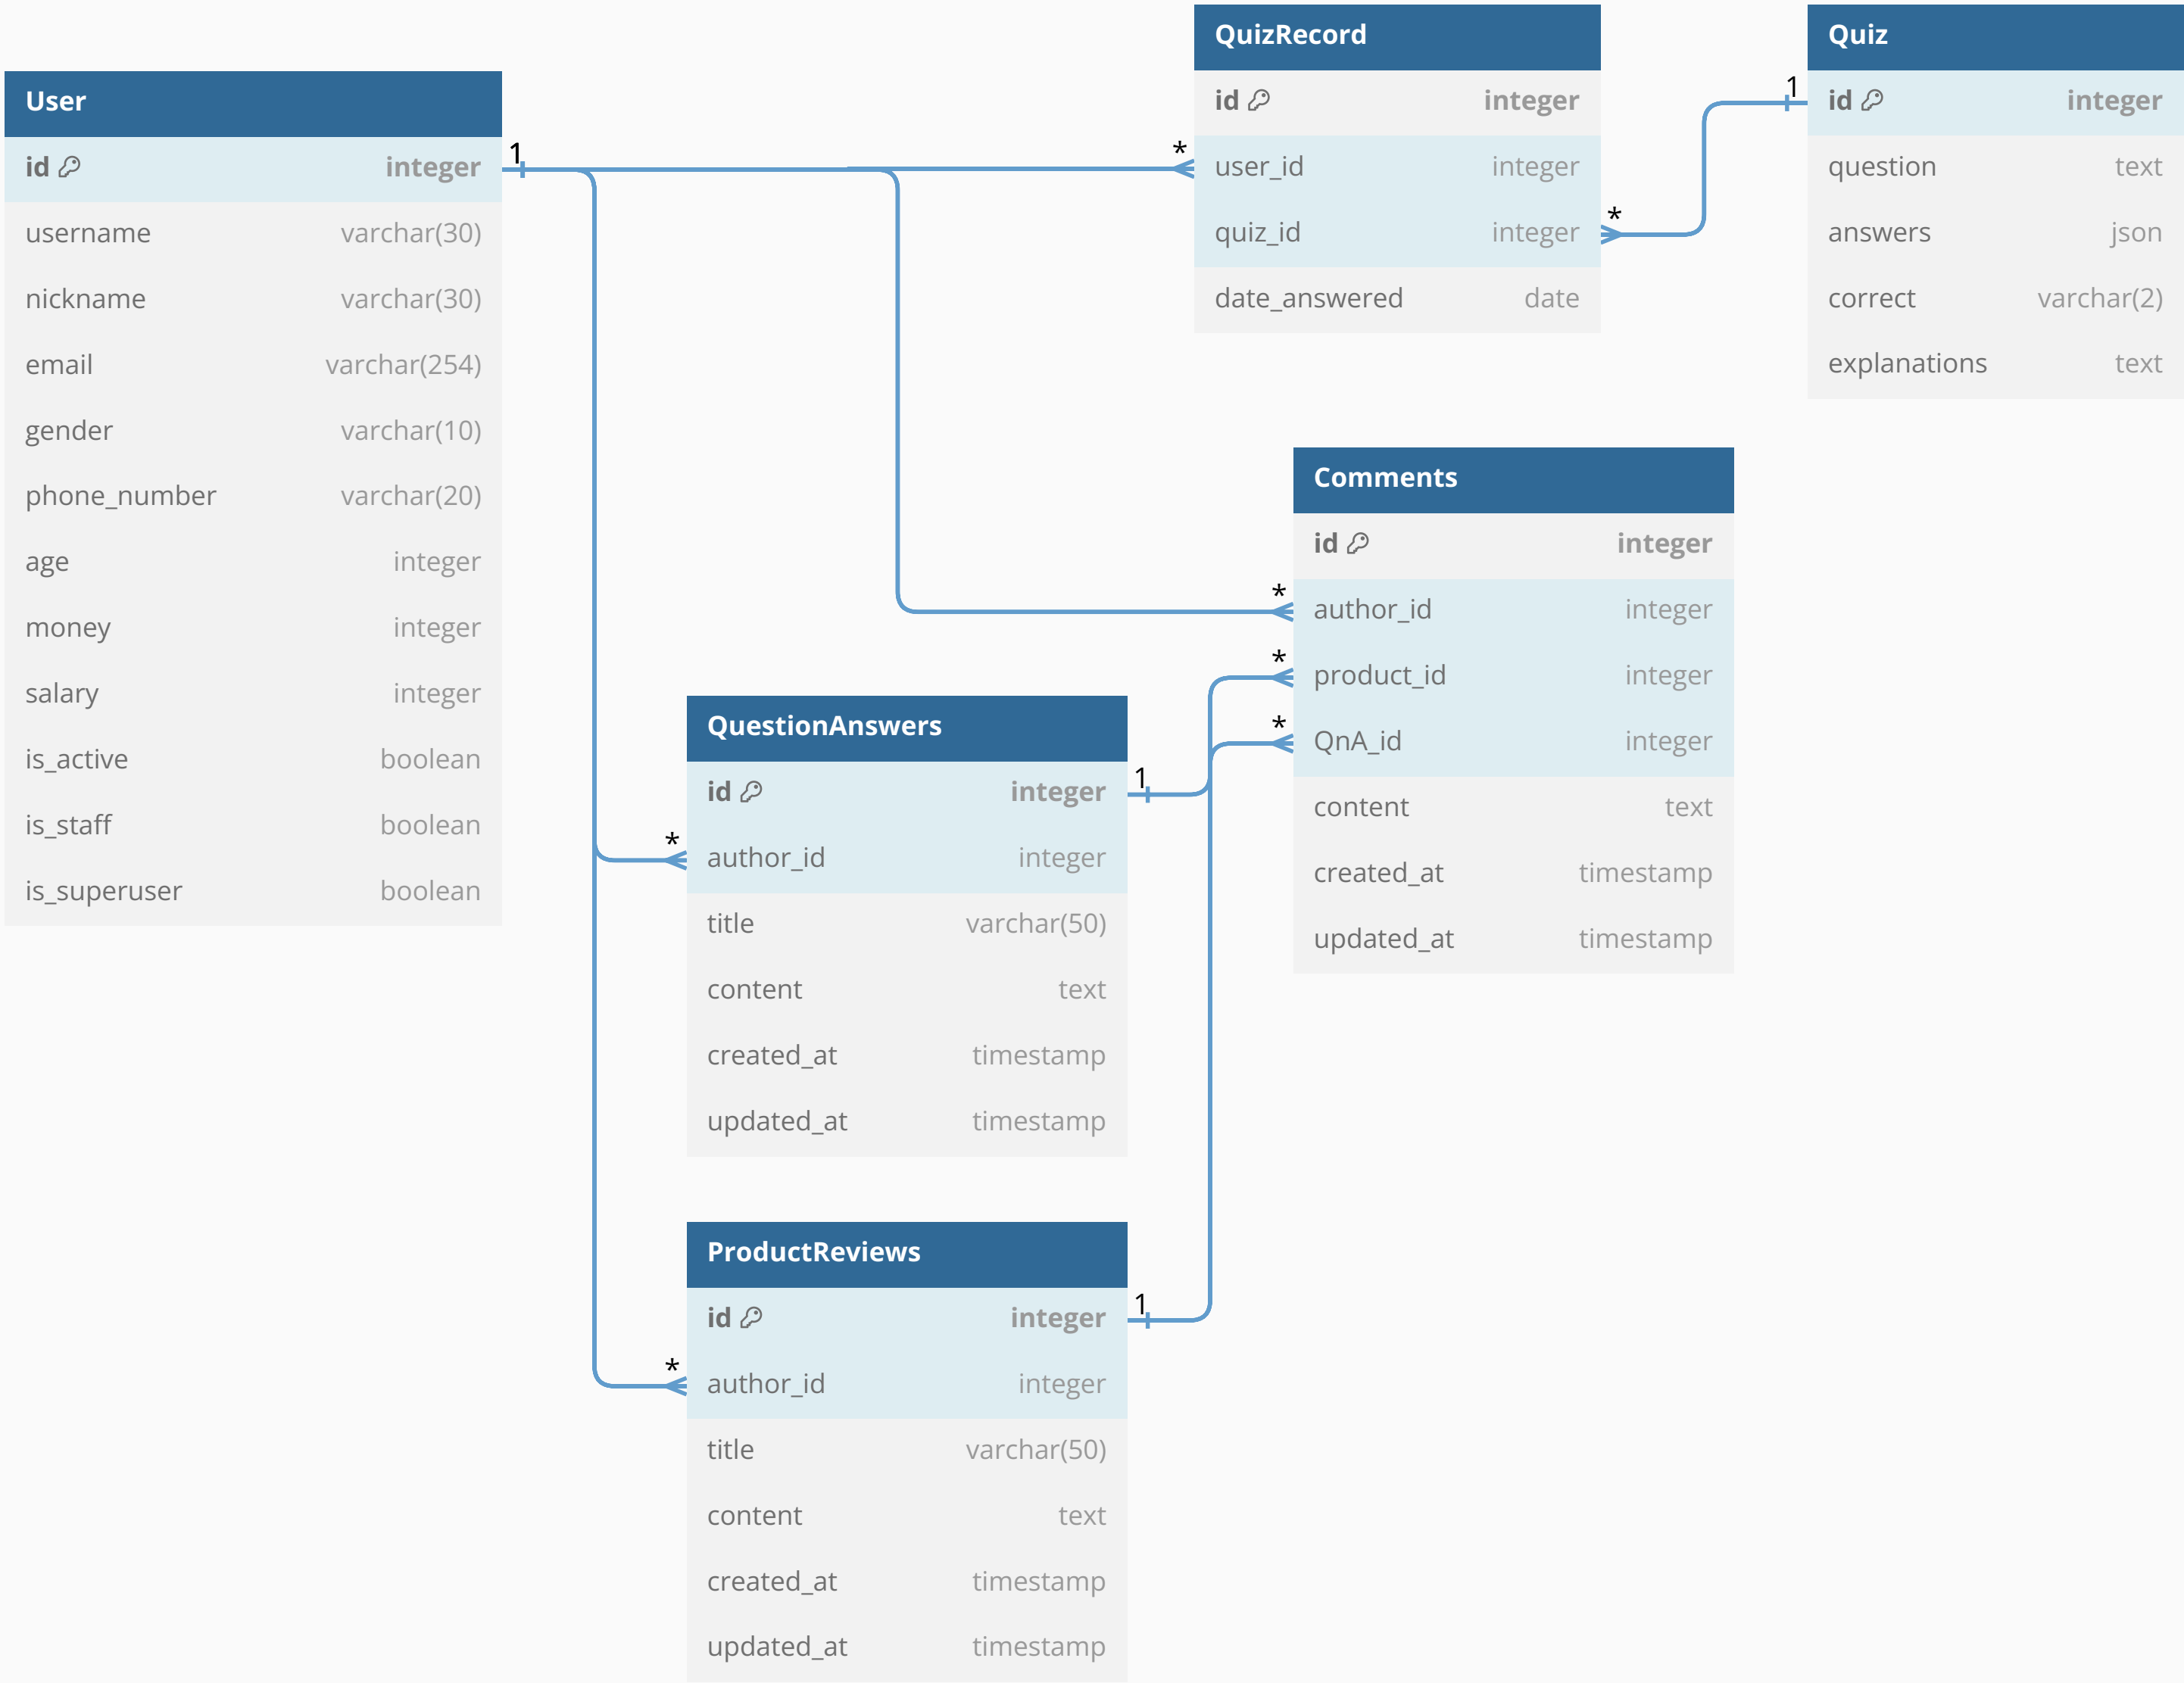 User
id integer
username varchar(30)
nickname varchar(30)
email varchar(254)
gender varchar(10)
phone_number varchar(20)
age integer
money integer
salary integer
is_active boolean
is_staff boolean
is_superuser boolean
1
*
QuizRecord
id integer
user_id integer
quiz_id integer
date_answered date
*
1
Quiz
id integer
question text
answers json
correct varchar(2)
explanations text
*
*
*
Comments
id integer
author_id integer
product_id integer
QnA_id integer
content text
created_at timestamp
updated_at timestamp
*
QuestionAnswers
id integer
author_id integer
title varchar(50)
content text
created_at timestamp
updated_at timestamp
1
*
ProductReviews
id integer
author_id integer
title varchar(50)
content text
created_at timestamp
updated_at timestamp
1